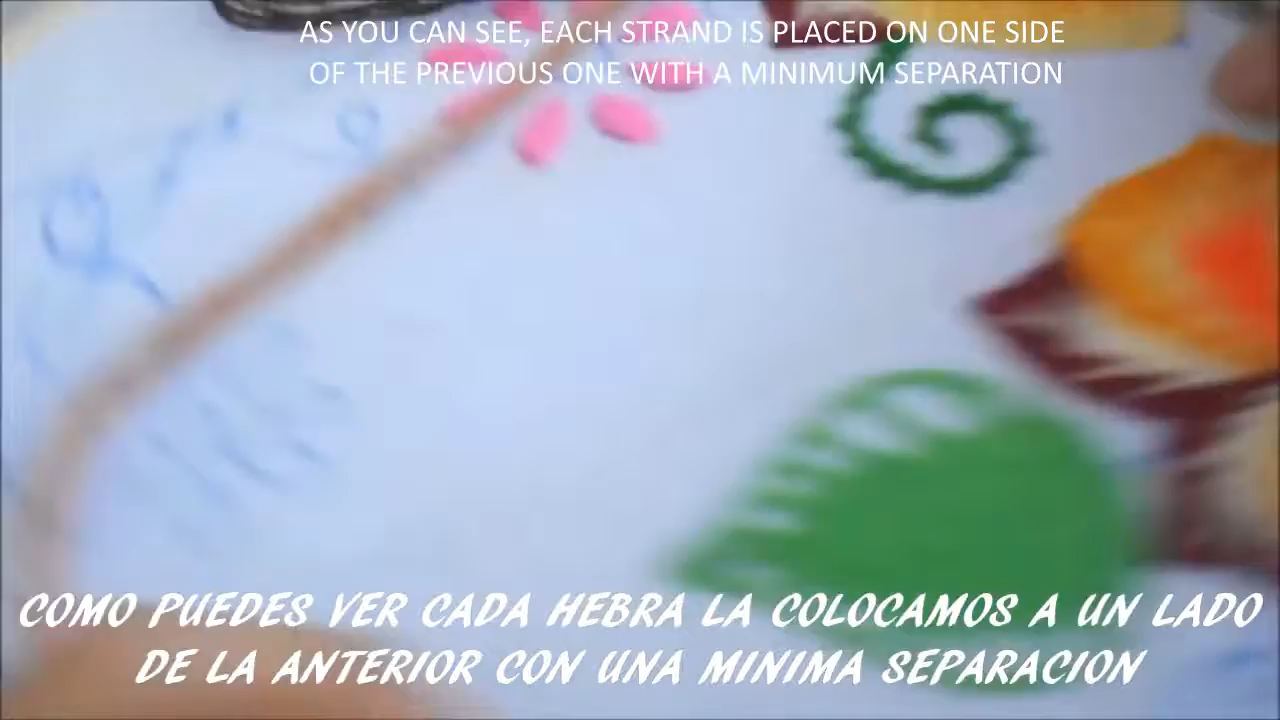 AS YOU CAN SEE, EACH STRAND IS PLACED ON ONE SIDE
OF THE PREVIOUS ONE WITH A MINIMUM SEPARATION
COMO PUEDES VER CADA HEBRA LA COLOCAMOS A UN LADO
DE LA ANTERIOR CON UNA MINIMA SEPARACION